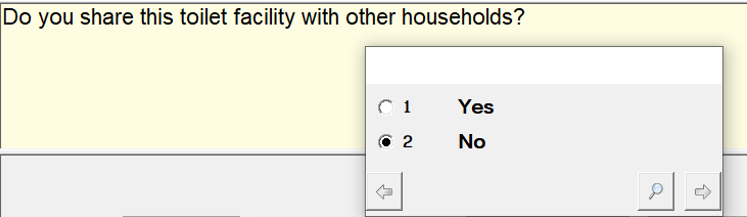 Do you share this toilet facility with other households?
1 Yes
2 No